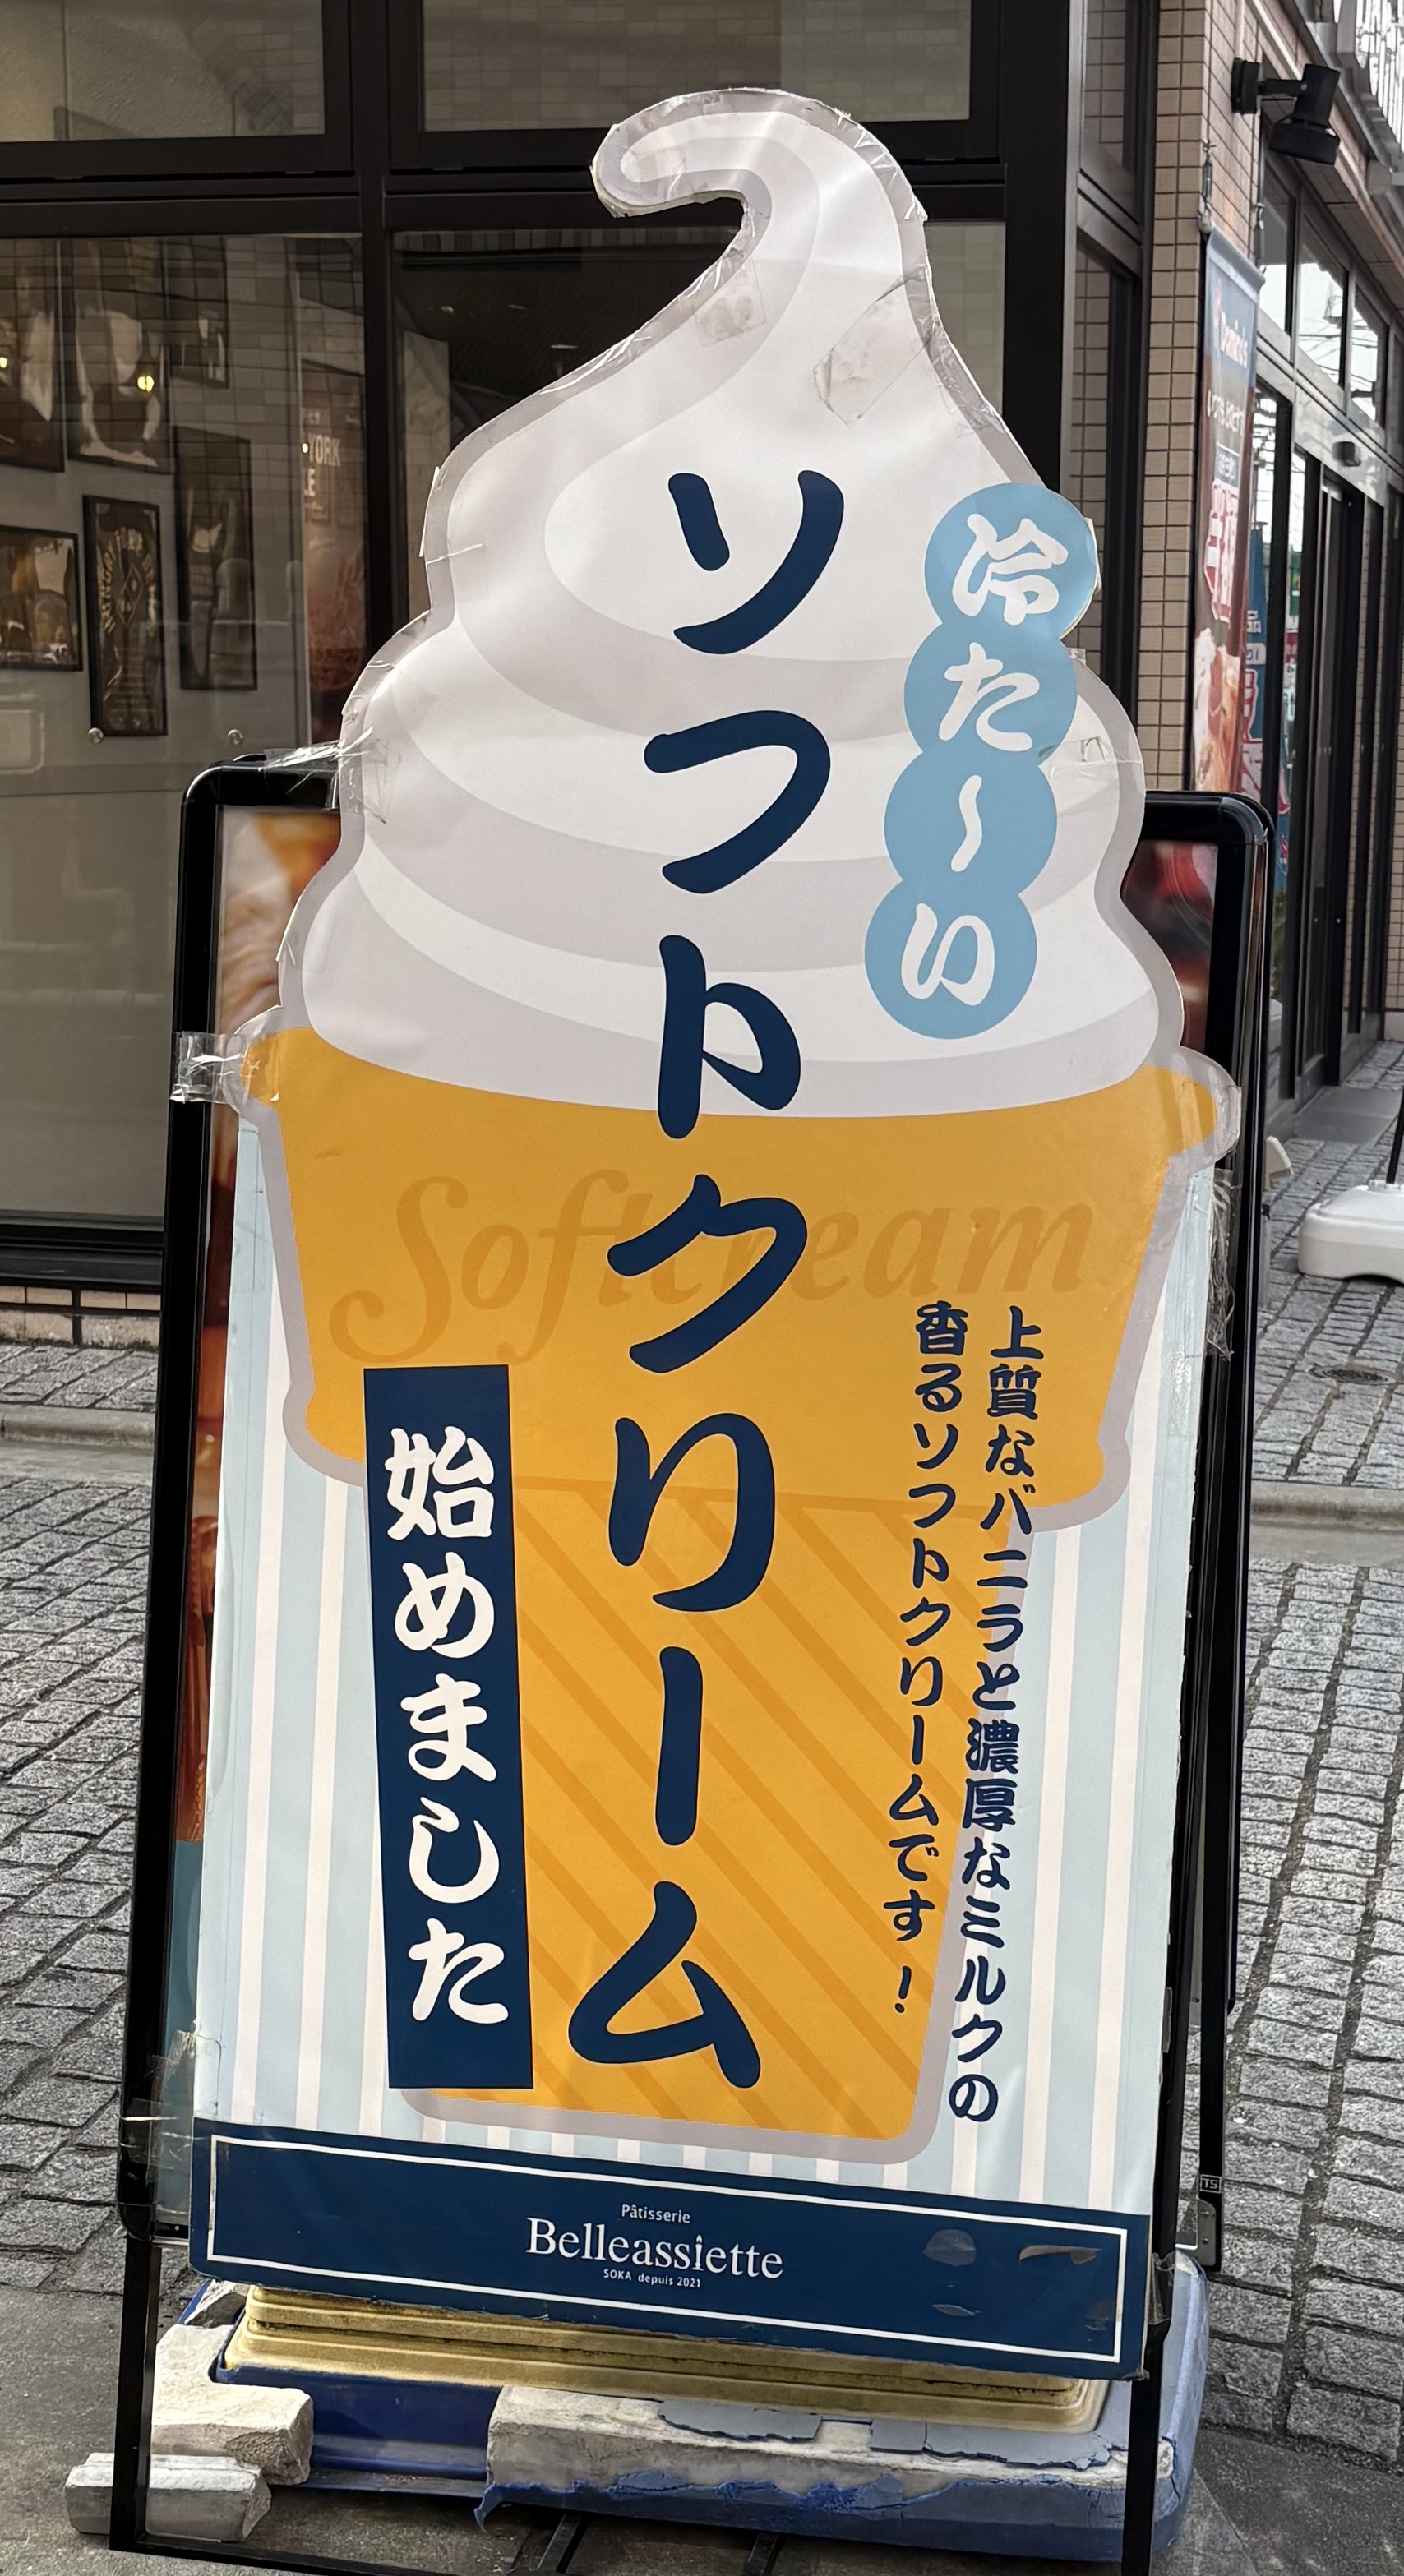 冷た〜い
ソフトクリーム
Softcream
上質なバニラと濃厚なミルクの
香るソフトクリームです！
始めました
Pâtisserie
Belleassiette
SOKA depuis 2021
YORK
TS